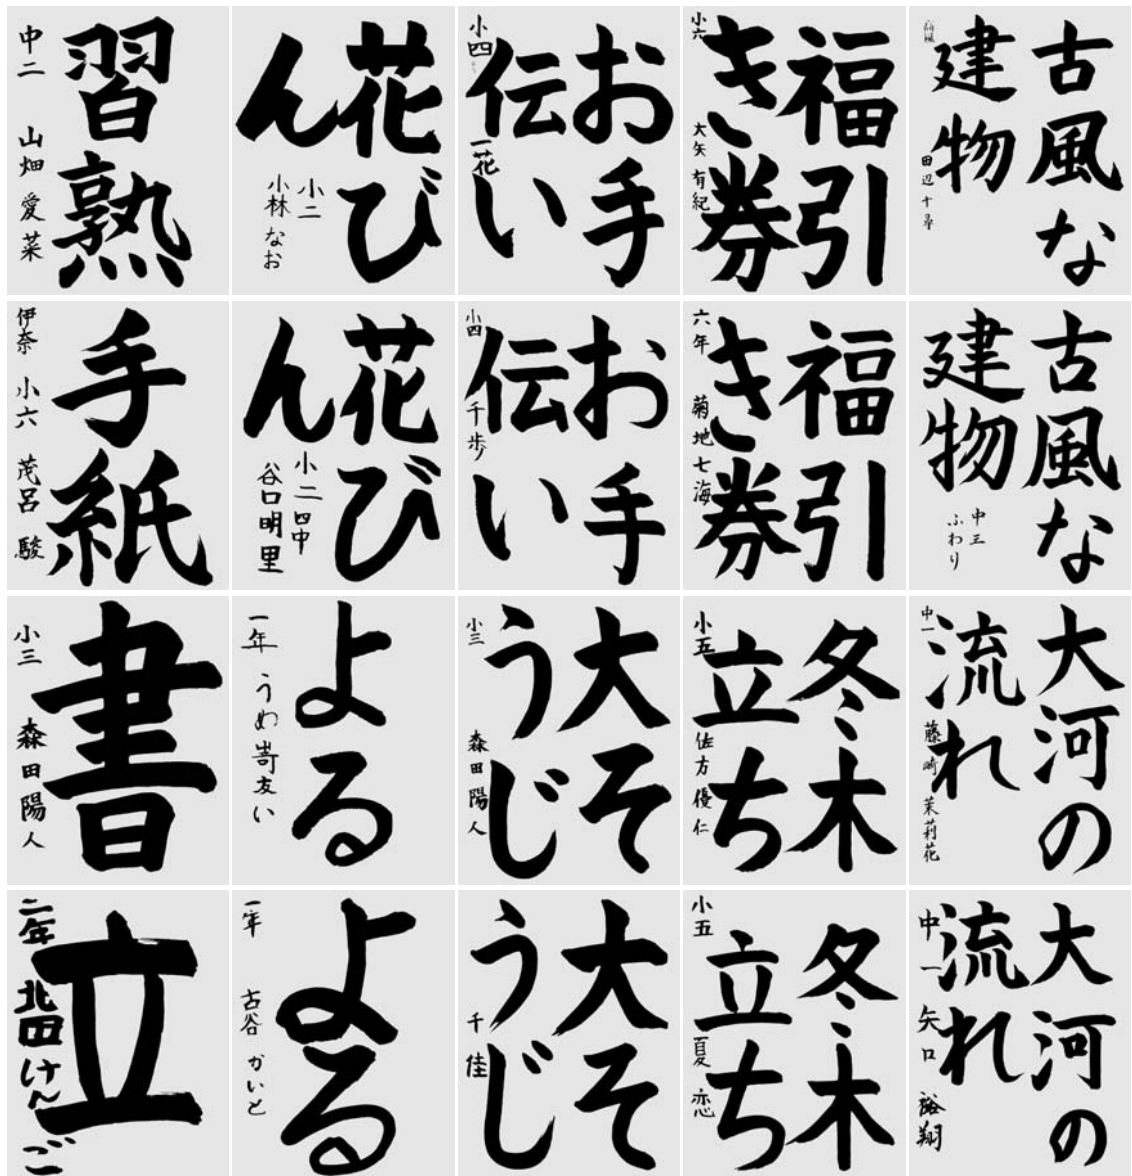 習熟
中二 山畑愛菜
花び
ん
小二
小林なお
お手
伝い
小四
一花
福引
き券
小六
大矢有紀
古風な
建物
田辺十尋
手紙
伊奈 小六 茂呂駿
花び
ん
小二 四中
谷口明里
お手
伝い
小四
千歩
福引
き券
六年 菊地七海
古風な
建物
中三
ふわり
書
小三 森田陽人
よる
一年
大そ
うじ
小三 森田陽人
冬木
立ち
小五 佐方優仁
大河の
流れ
中一
藤崎 茉莉花
立
二年 北田けんご
よる
一年 古谷かいと
大そ
うじ
千佳
冬木
立ち
小五 夏恋
大河の
流れ
中一 矢口裕翔